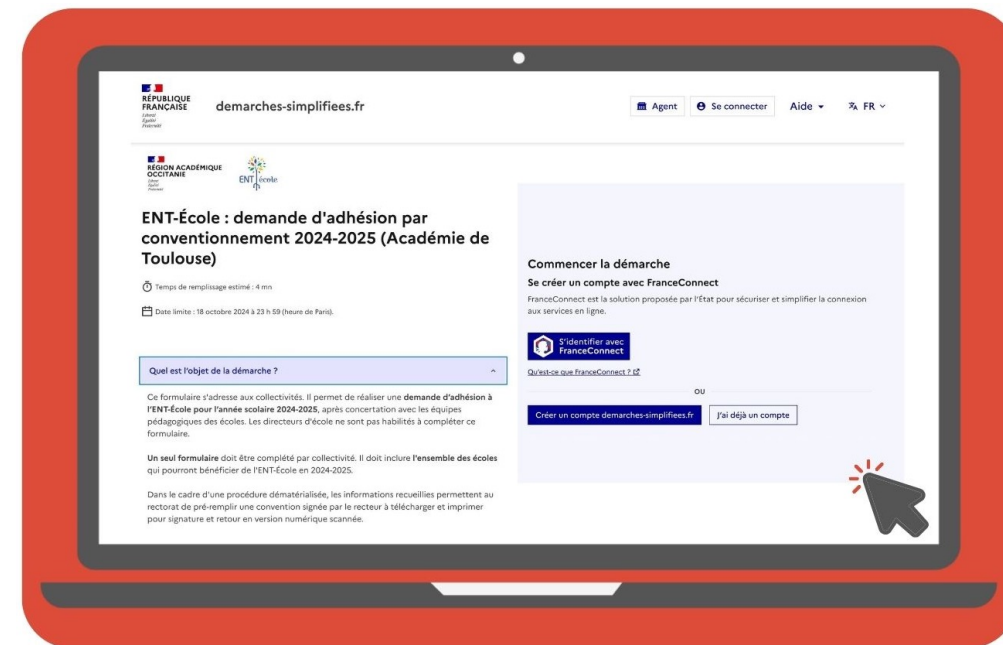 RÉPUBLIQUE
FRANÇAISE
Liberté
Égalité
Fraternité
demarches-simplifiees.fr
Agent
Se connecter
Aide
FR
RÉGION ACADÉMIQUE
OCCITANIE
Liberté
Égalité
Fraternité
ENT école
ENT-École : demande d'adhésion par
conventionnement 2024-2025 (Académie de
Toulouse)
Temps de remplissage estimé : 4 mn
Date limite : 18 octobre 2024 à 23 h 59 (heure de Paris).
Quel est l'objet de la démarche ?
Ce formulaire s'adresse aux collectivités. Il permet de réaliser une demande d'adhésion à
l'ENT-École pour l'année scolaire 2024-2025, après concertation avec les équipes
pédagogiques des écoles. Les directeurs d'école ne sont pas habilités à compléter ce
formulaire.
Un seul formulaire doit être complété par collectivité. Il doit inclure l'ensemble des écoles
qui pourront bénéficier de l'ENT-École en 2024-2025.
Dans le cadre d'une procédure dématérialisée, les informations recueillies permettent au
rectorat de pré-remplir une convention signée par le recteur à télécharger et imprimer
pour signature et retour en version numérique scannée.
Commencer la démarche
Se créer un compte avec FranceConnect
FranceConnect est la solution proposée par l'État pour sécuriser et simplifier la connexion
aux services en ligne.
S'identifier avec
FranceConnect
Qu'est-ce que FranceConnect ?
OU
Créer un compte demarches-simplifiees.fr
J'ai déjà un compte